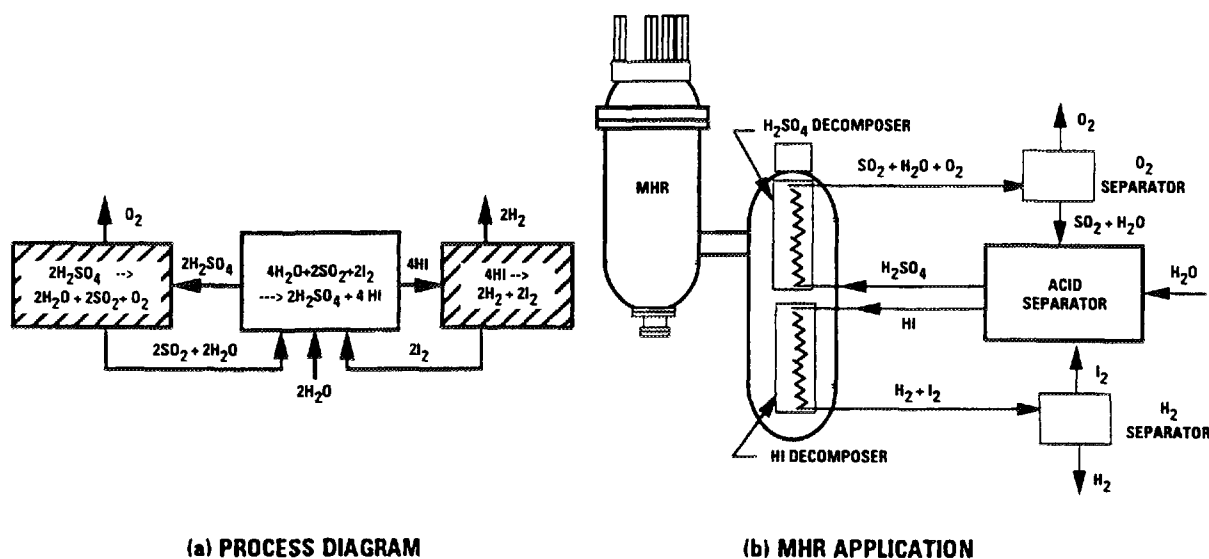 O₂
2H₂SO₄ -->
2H₂O + 2SO₂ + O₂
2H₂SO₄
4H₂O+2SO₂+2I₂
---> 2H₂SO₄ + 4 HI
4HI
2H₂
4HI -->
2H₂ + 2I₂
2SO₂ + 2H₂O
2H₂O
2I₂
(a) PROCESS DIAGRAM
MHR
H₂SO₄ DECOMPOSER
SO₂ + H₂O + O₂
O₂
O₂
SEPARATOR
SO₂ + H₂O
H₂SO₄
HI
ACID
SEPARATOR
H₂O
I₂
H₂ + I₂
H₂
SEPARATOR
H₂
HI DECOMPOSER
(b) MHR APPLICATION